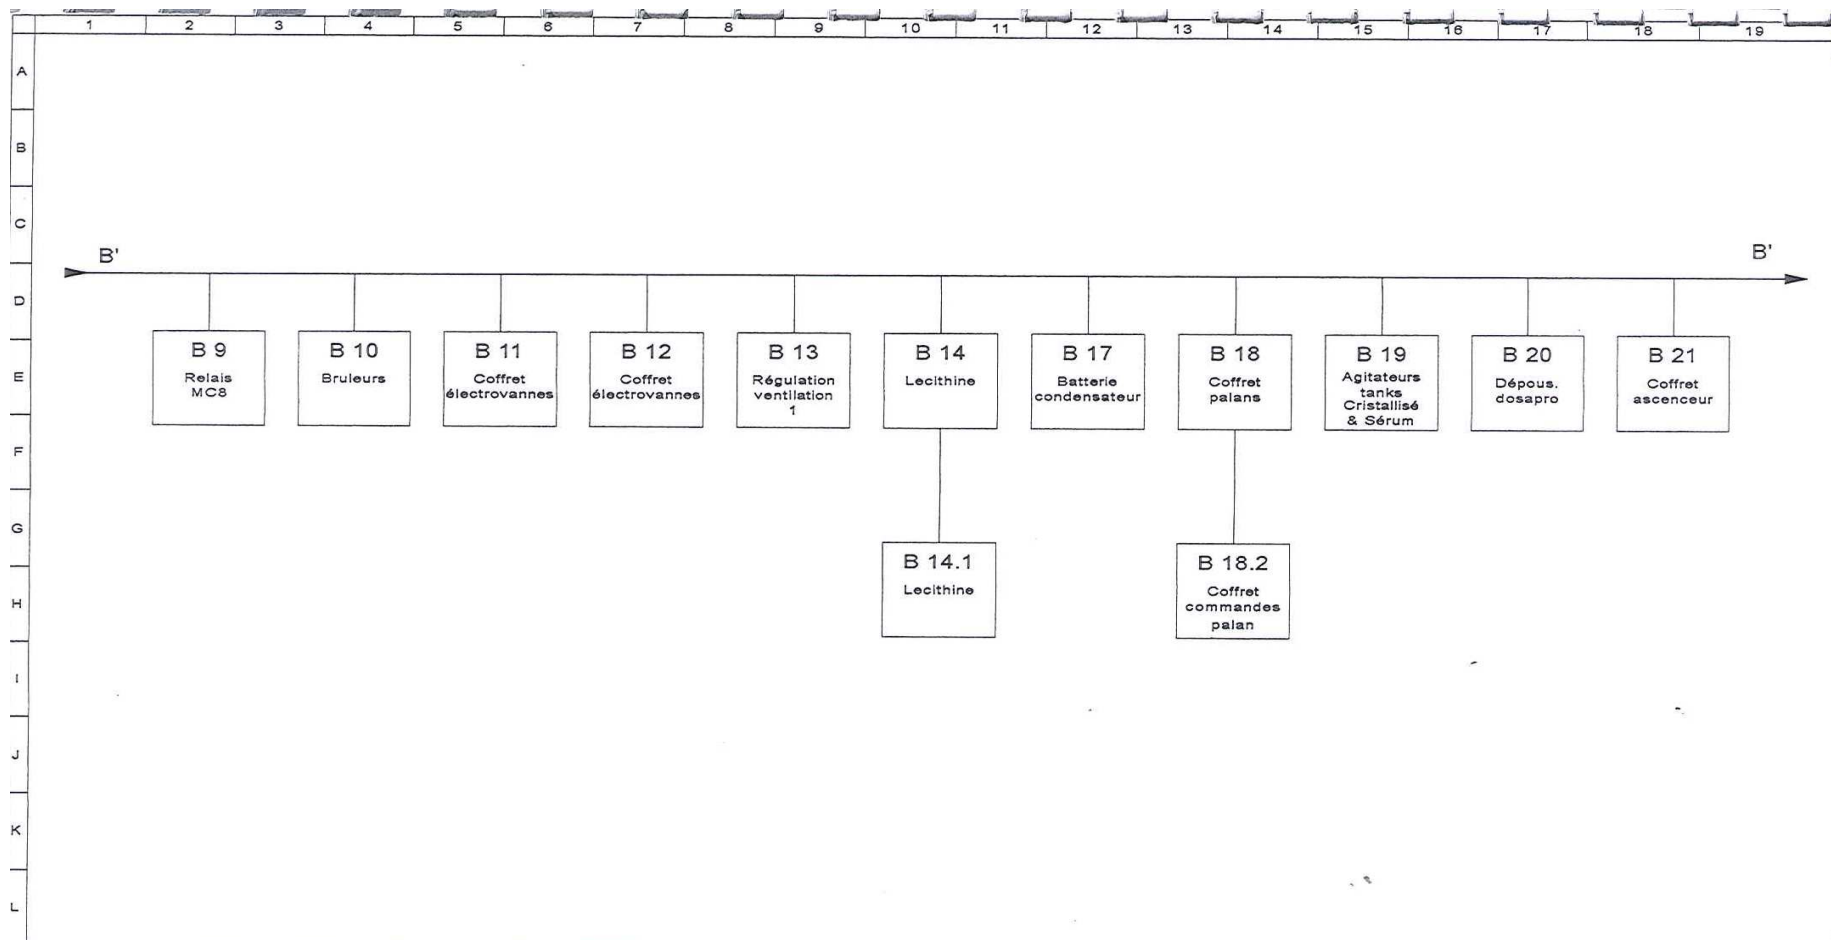 1 2 3 4 5 6 7 8 9 10 11 12 13 14 15 16 17 18 19
A
B
C
B' B'
D
B 9 B 10 B 11 B 12 B 13 B 14 B 17 B 18 B 19 B 20 B 21
E
Relais
MC8
Bruleurs
Coffret
électrovannes
Coffret
électrovannes
Régulation
ventilation
1
Lecithine
Batterie
condensateur
Coffret
palans
Agitateurs
tanks
Cristallisé
& Sérum
Dépous.
dosapro
Coffret
ascenceur
F
G
B 14.1
Lecithine
B 18.2
Coffret
commandes
palan
H
I
J
K
L